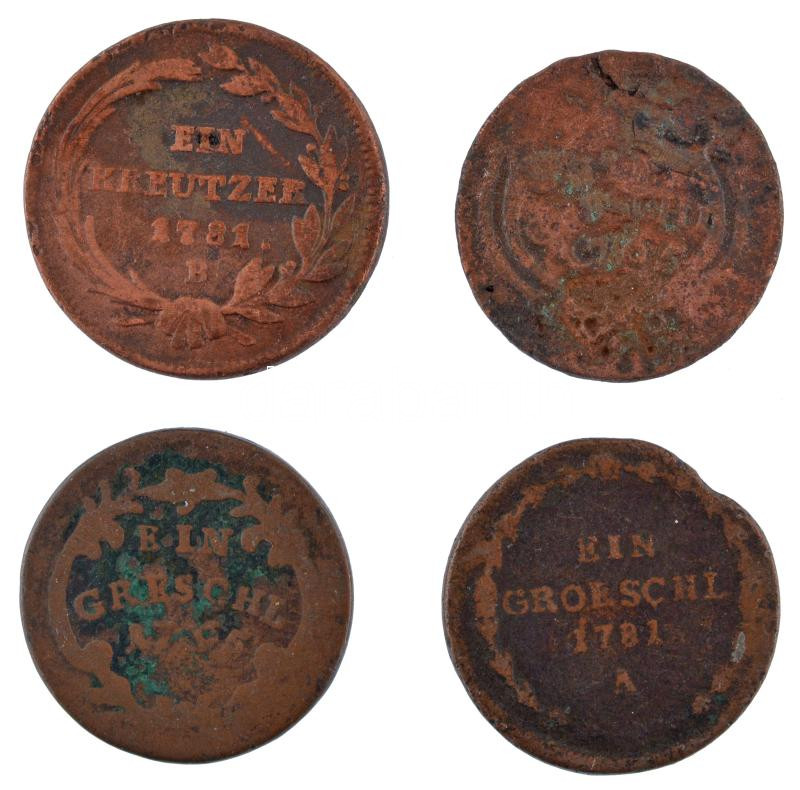 EIN
KREUTZER
1781.
B
EIN
GRESCHL
EIN
GROESCHL
1781
A